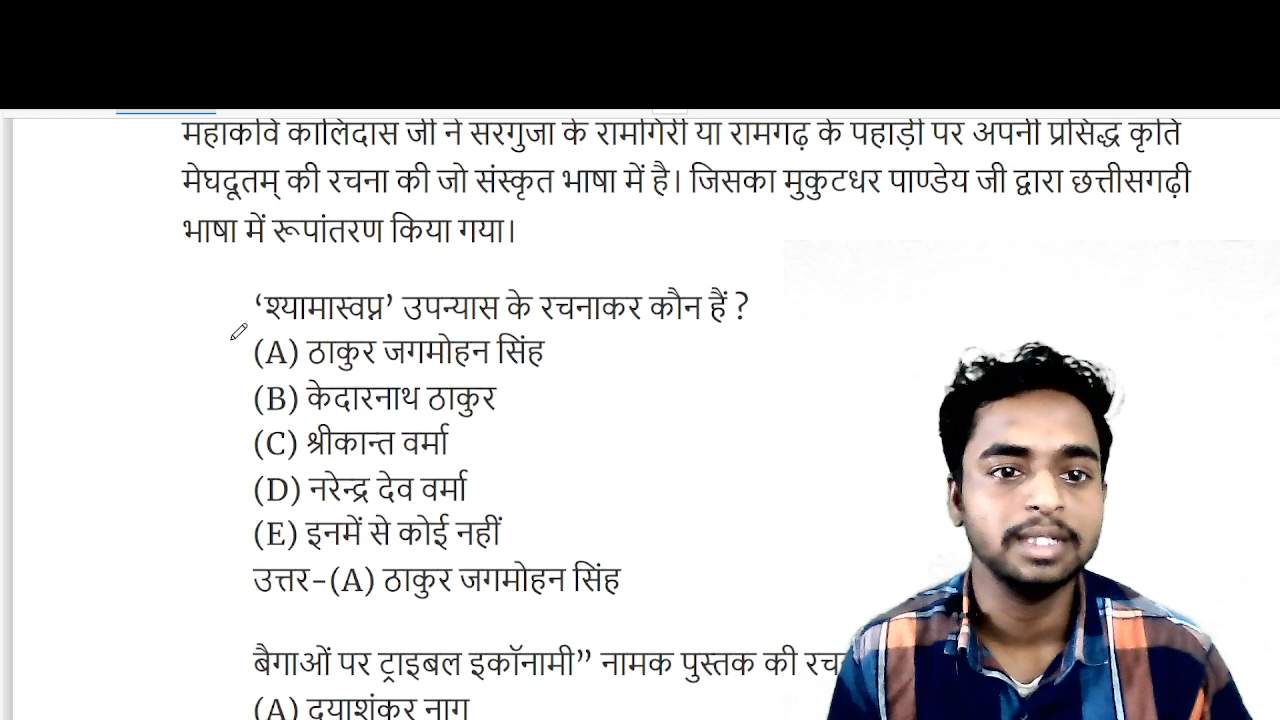 महाकवि कालिदास जी ने सरगुजा के रामगिरी या रामगढ़ के पहाड़ी पर अपनी प्रसिद्ध कृति
मेघदूतम् की रचना की जो संस्कृत भाषा में है। जिसका मुकुटधर पाण्डेय जी द्वारा छत्तीसगढ़ी
भाषा में रूपांतरण किया गया।
‘श्यामास्वप्न’ उपन्यास के रचनाकर कौन हैं ?
(A) ठाकुर जगमोहन सिंह
(B) केदारनाथ ठाकुर
(C) श्रीकान्त वर्मा
(D) नरेन्द्र देव वर्मा
(E) इनमें से कोई नहीं
उत्तर-(A) ठाकुर जगमोहन सिंह
बैगाओं पर ट्राइबल इकॉनामी” नामक पुस्तक की
(A) दयाशंकर नाग